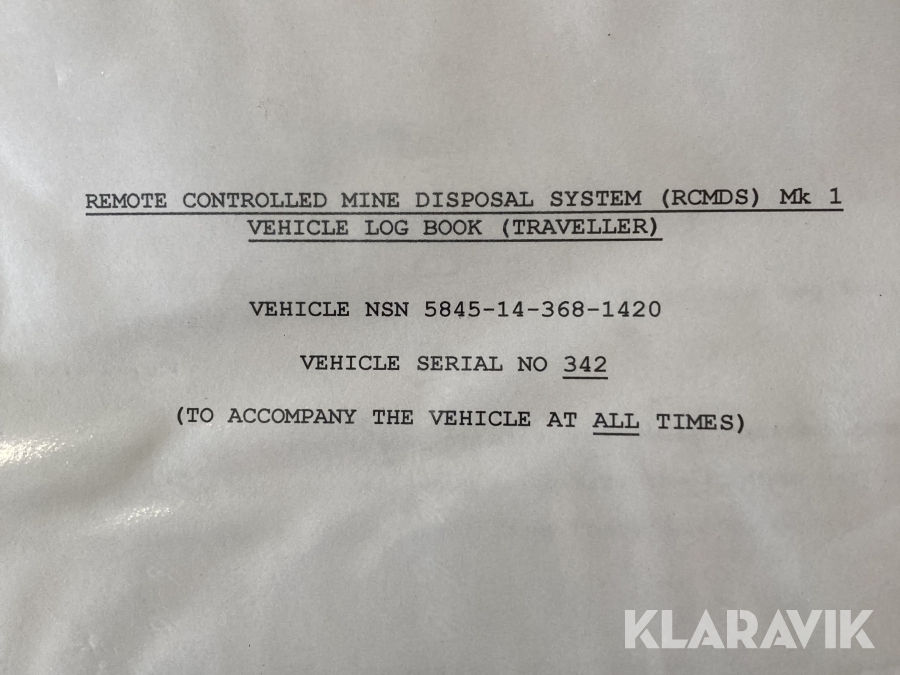 REMOTE CONTROLLED MINE DISPOSAL SYSTEM (RCMDS) Mk 1
VEHICLE LOG BOOK (TRAVELLER)
VEHICLE NSN 5845-14-368-1420
VEHICLE SERIAL NO 342
(TO ACCOMPANY THE VEHICLE AT ALL TIMES)
KLARAVIK